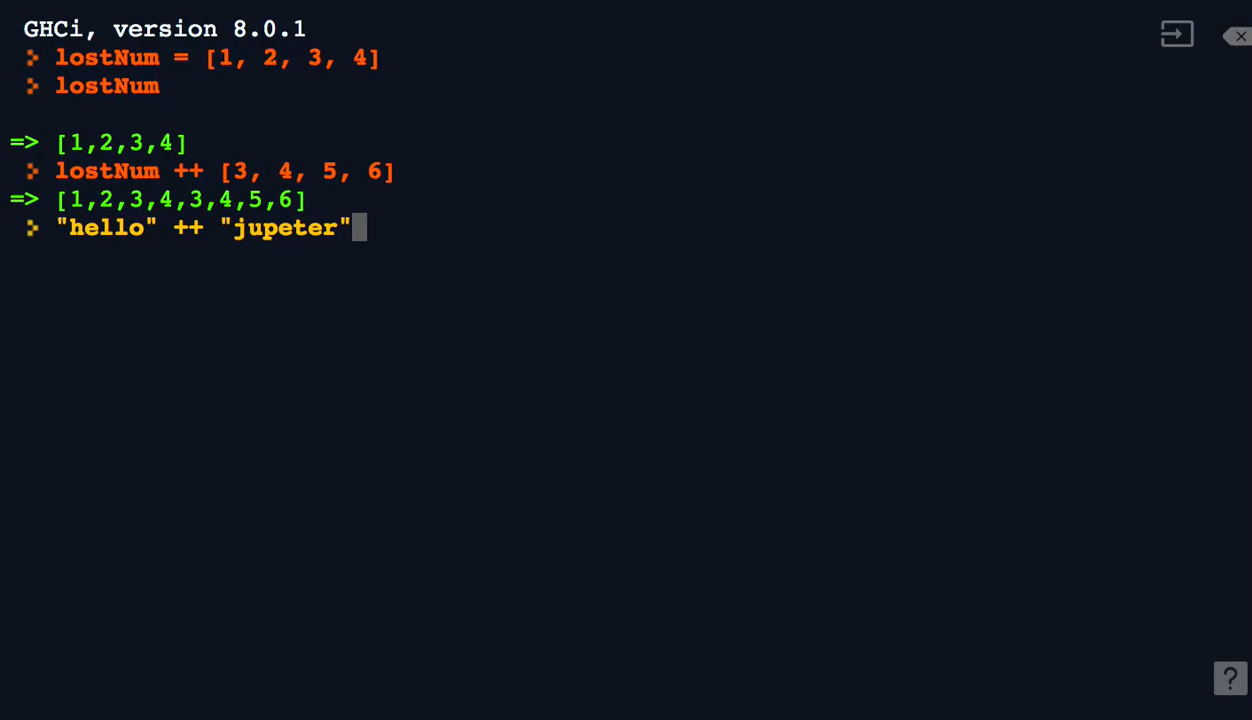 GHCi, version 8.0.1
lostNum = [1, 2, 3, 4]
lostNum
=> [1,2,3,4]
lostNum ++ [3, 4, 5, 6]
=> [1,2,3,4,3,4,5,6]
"hello" ++ "jupeter"
?